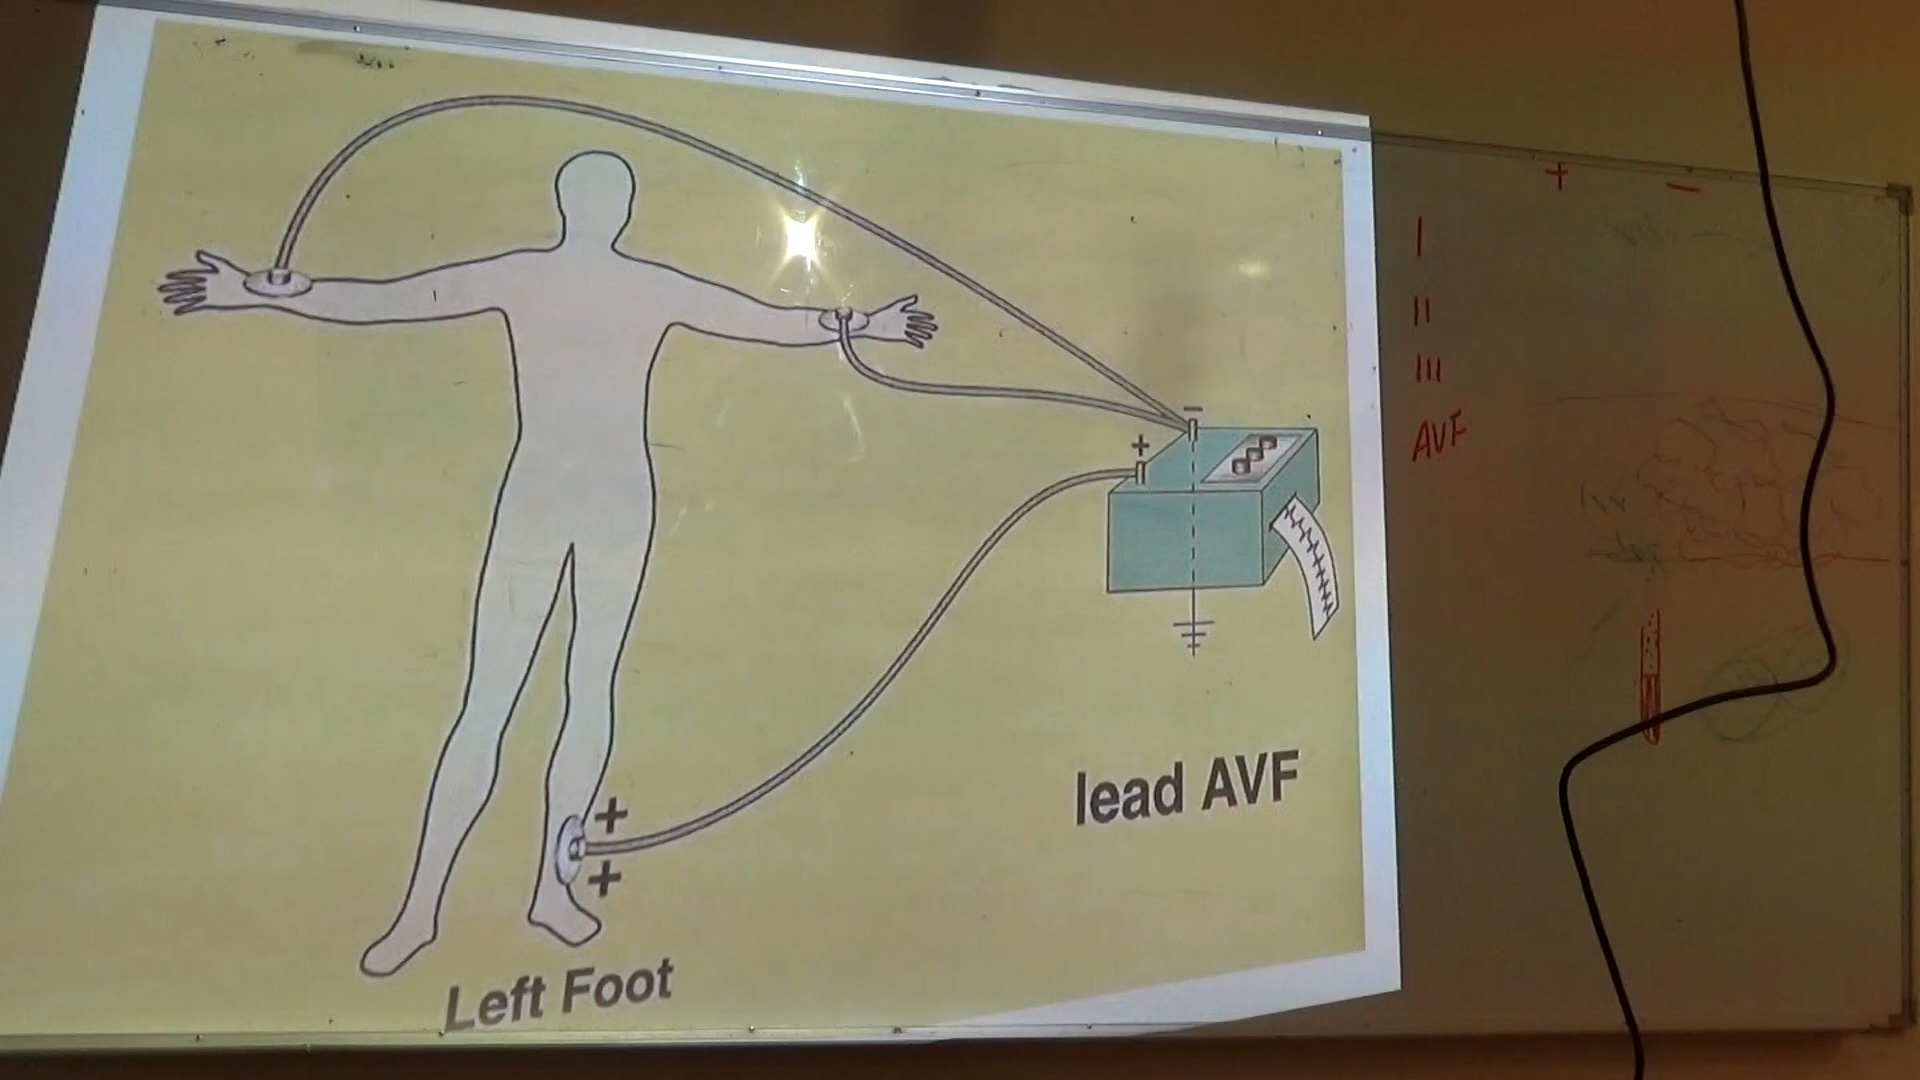 + −
I
II
III
AVF
−
+
lead AVF
+
+
Left Foot